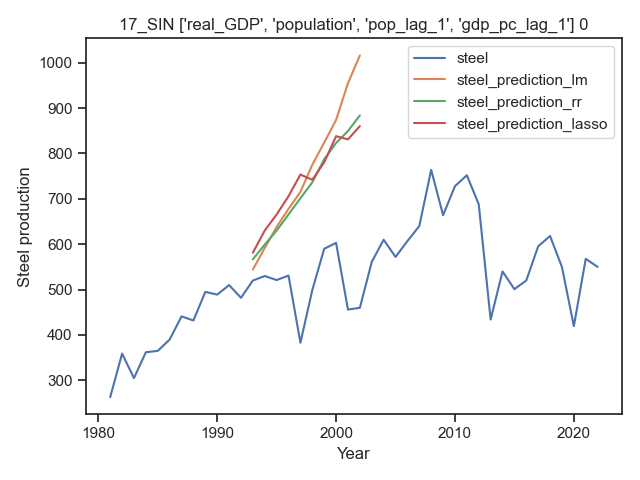 17_SIN ['real_GDP', 'population', 'pop_lag_1', 'gdp_pc_lag_1'] 0
steel
steel_prediction_lm
steel_prediction_rr
steel_prediction_lasso
Steel production
1000
900
800
700
600
500
400
300
1980
1990
2000
2010
2020
Year